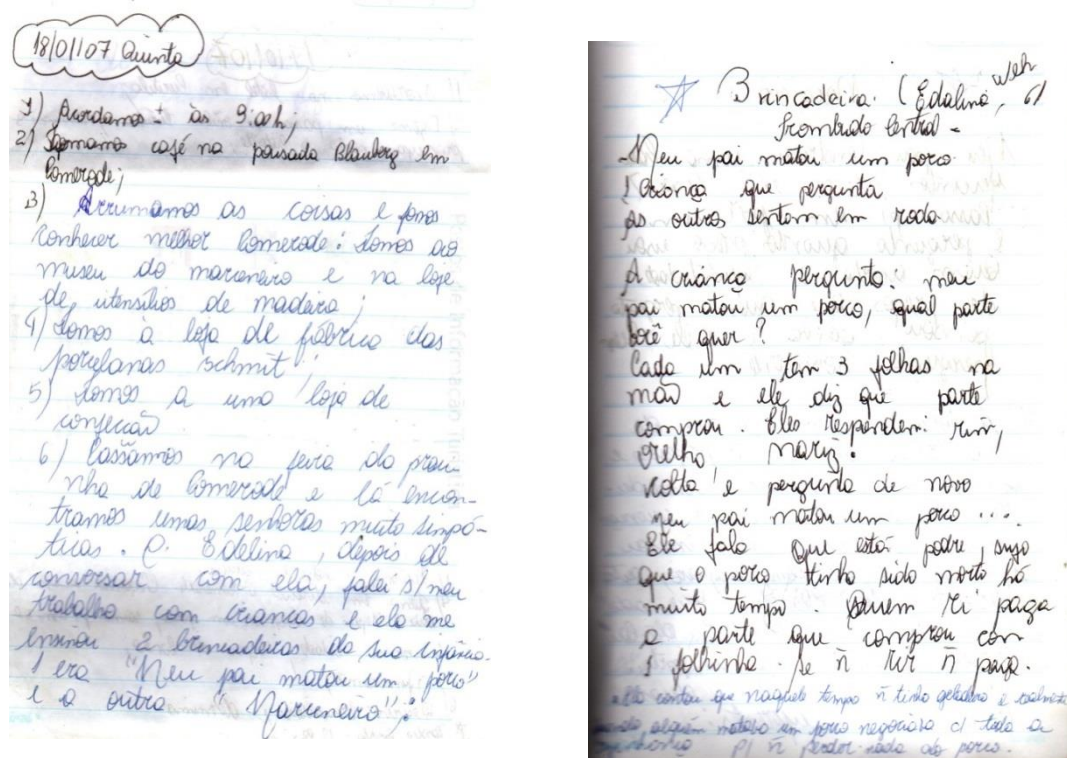 18/01/07 Quinta
1) Acordamos: às 9:00h;
2) Tomamos café na pousada Blauberg em
Pomerode;
3) Arrumamos as coisas e fomos
conhecer melhor Pomerode: Fomos ao
museu do marceneiro e na loja
de utensílios de madeira;
4) Fomos à loja de fábrica das
porcelanas Schmit;
5) Fomos a uma loja de
confecção
6) Passamos na feira da praci-
nha de Pomerode e lá encon-
tramos umas senhoras muito simpá-
ticas. Edelina, depois de
conversar com ela, falei s/ meu
trabalho com crianças e ela me
ensinou 2 brincadeiras da sua infância.
1 era "Meu pai matou um porco"
e a outra "Marineiro":
Brincadeira. (Edalina,
Trombudo Central -
- Meu pai matou um porco.
1 criança que pergunta
os outros sentam em roda
A criança pergunta. meu
pai matou um porco, qual parte
você quer?
Cada um tem 3 folhas na
mão e ele diz que parte
comprou. Eles respondem: rim,
orelha, nariz.
volta e pergunta de novo
meu pai matou um porco ....
Ele fala que está podre, sujo
que o porco tinha sido morto há
muito tempo. Quem ri paga
a parte que comprou com
1 folhinha. Se ñ rir ñ paga.
Ela contou que naquele tempo ñ tinha geladeira e realmente
quando alguém matava um porco negociava c/ toda a
p/ ñ perder nada do porco.